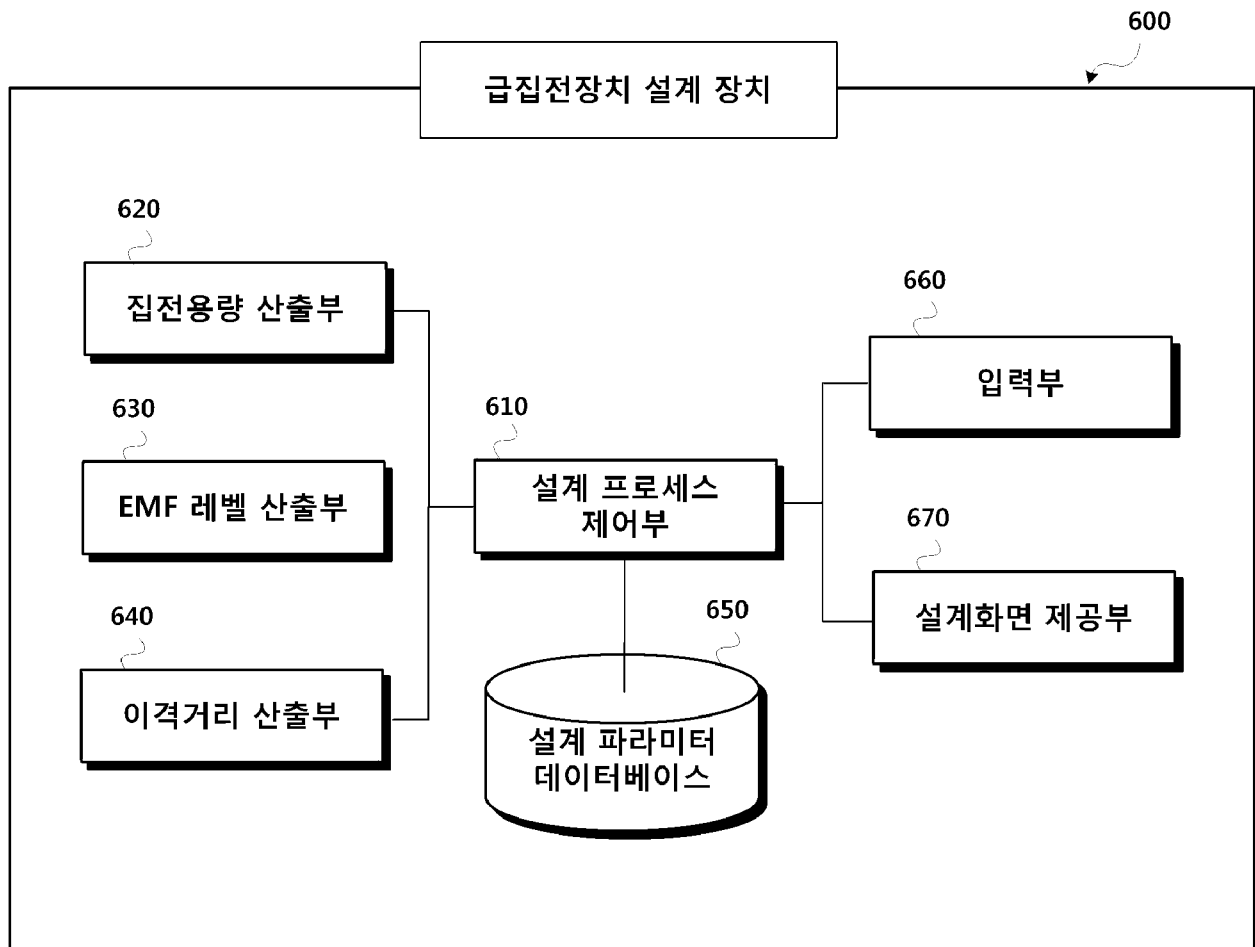 600
급집전장치 설계 장치
620
집전용량 산출부
660
입력부
630
EMF 레벨 산출부
610
설계 프로세스
제어부
670
설계화면 제공부
640
이격거리 산출부
650
설계 파라미터
데이터베이스